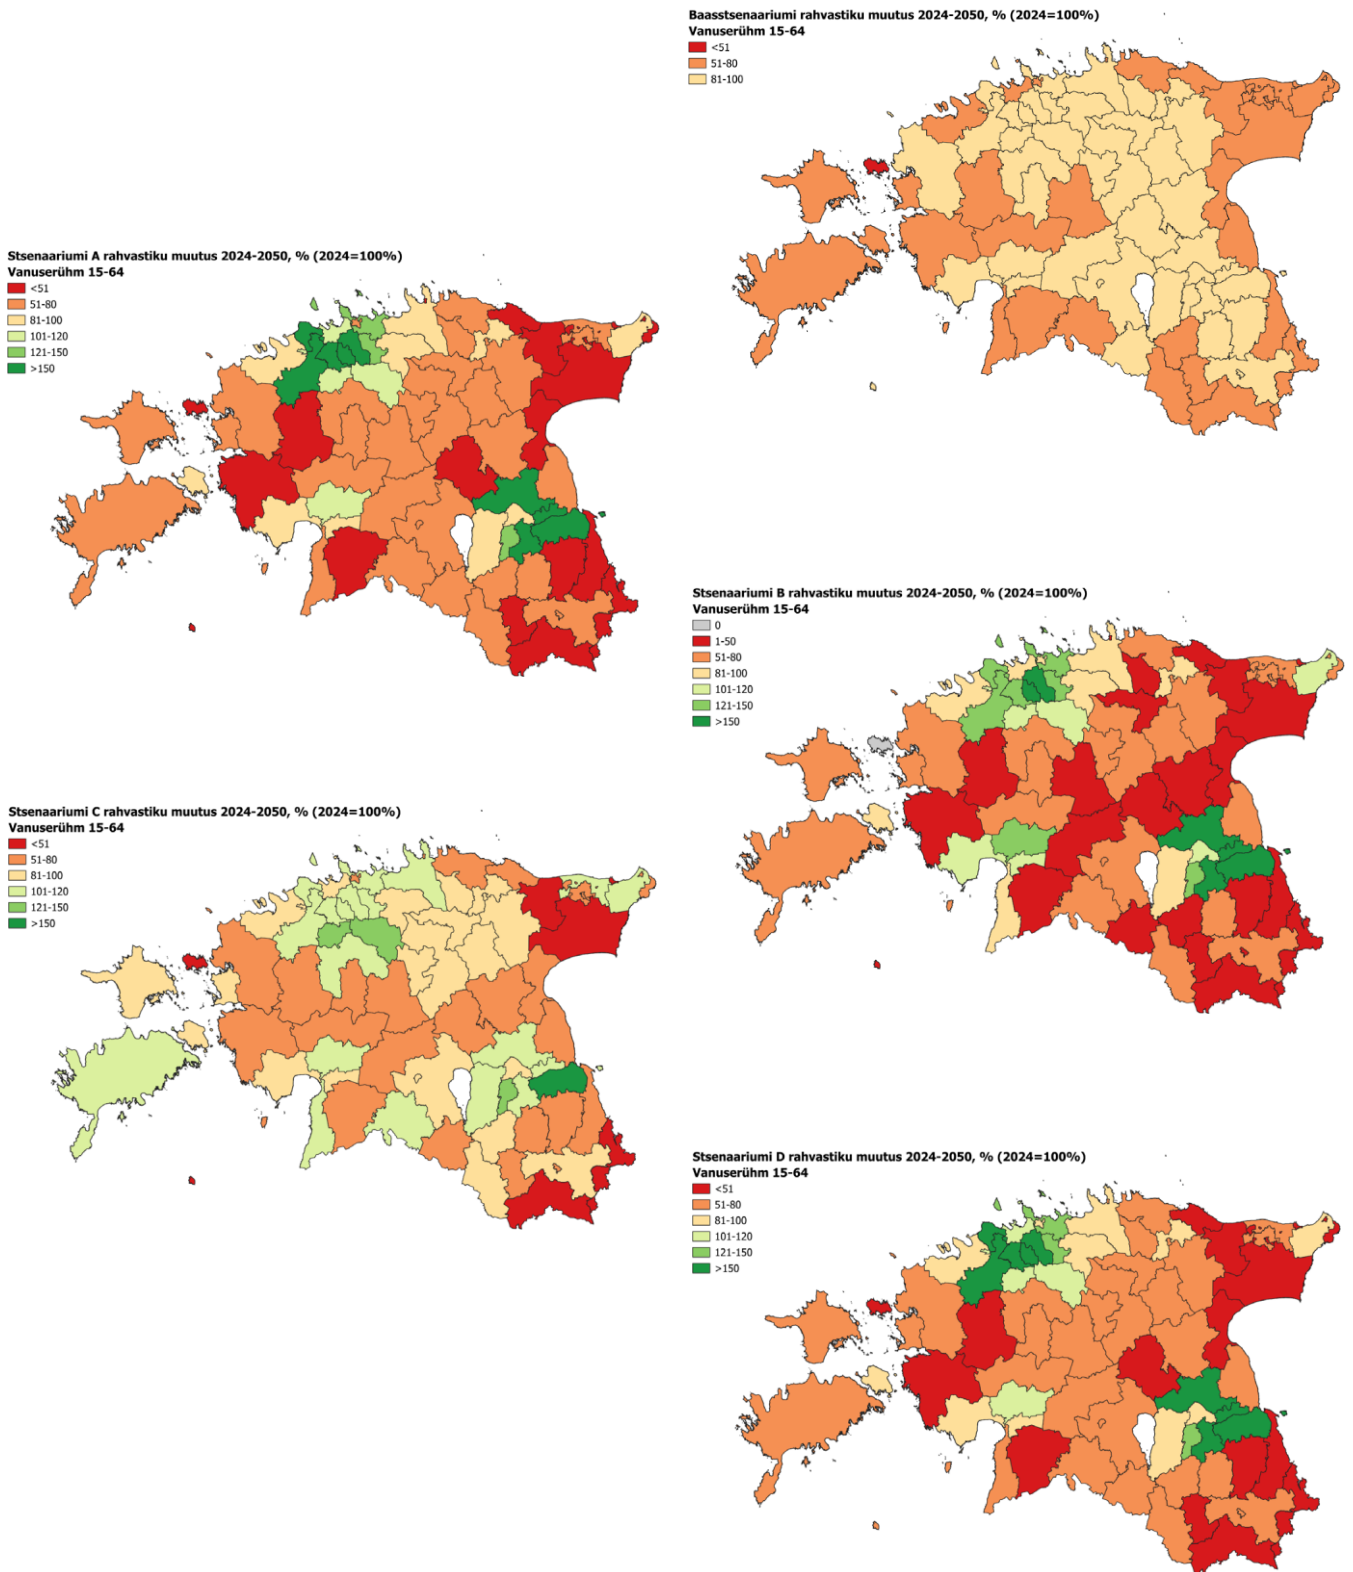 Baasstsenaariumi rahvastiku muutus 2024-2050, % (2024=100%)
Vanuserühm 15-64
<51
51-80
81-100
Stsenaariumi A rahvastiku muutus 2024-2050, % (2024=100%)
Vanuserühm 15-64
<51
51-80
81-100
101-120
121-150
>150
Stsenaariumi B rahvastiku muutus 2024-2050, % (2024=100%)
Vanuserühm 15-64
0
1-50
51-80
81-100
101-120
121-150
>150
Stsenaariumi C rahvastiku muutus 2024-2050, % (2024=100%)
Vanuserühm 15-64
<51
51-80
81-100
101-120
121-150
>150
Stsenaariumi D rahvastiku muutus 2024-2050, % (2024=100%)
Vanuserühm 15-64
<51
51-80
81-100
101-120
121-150
>150